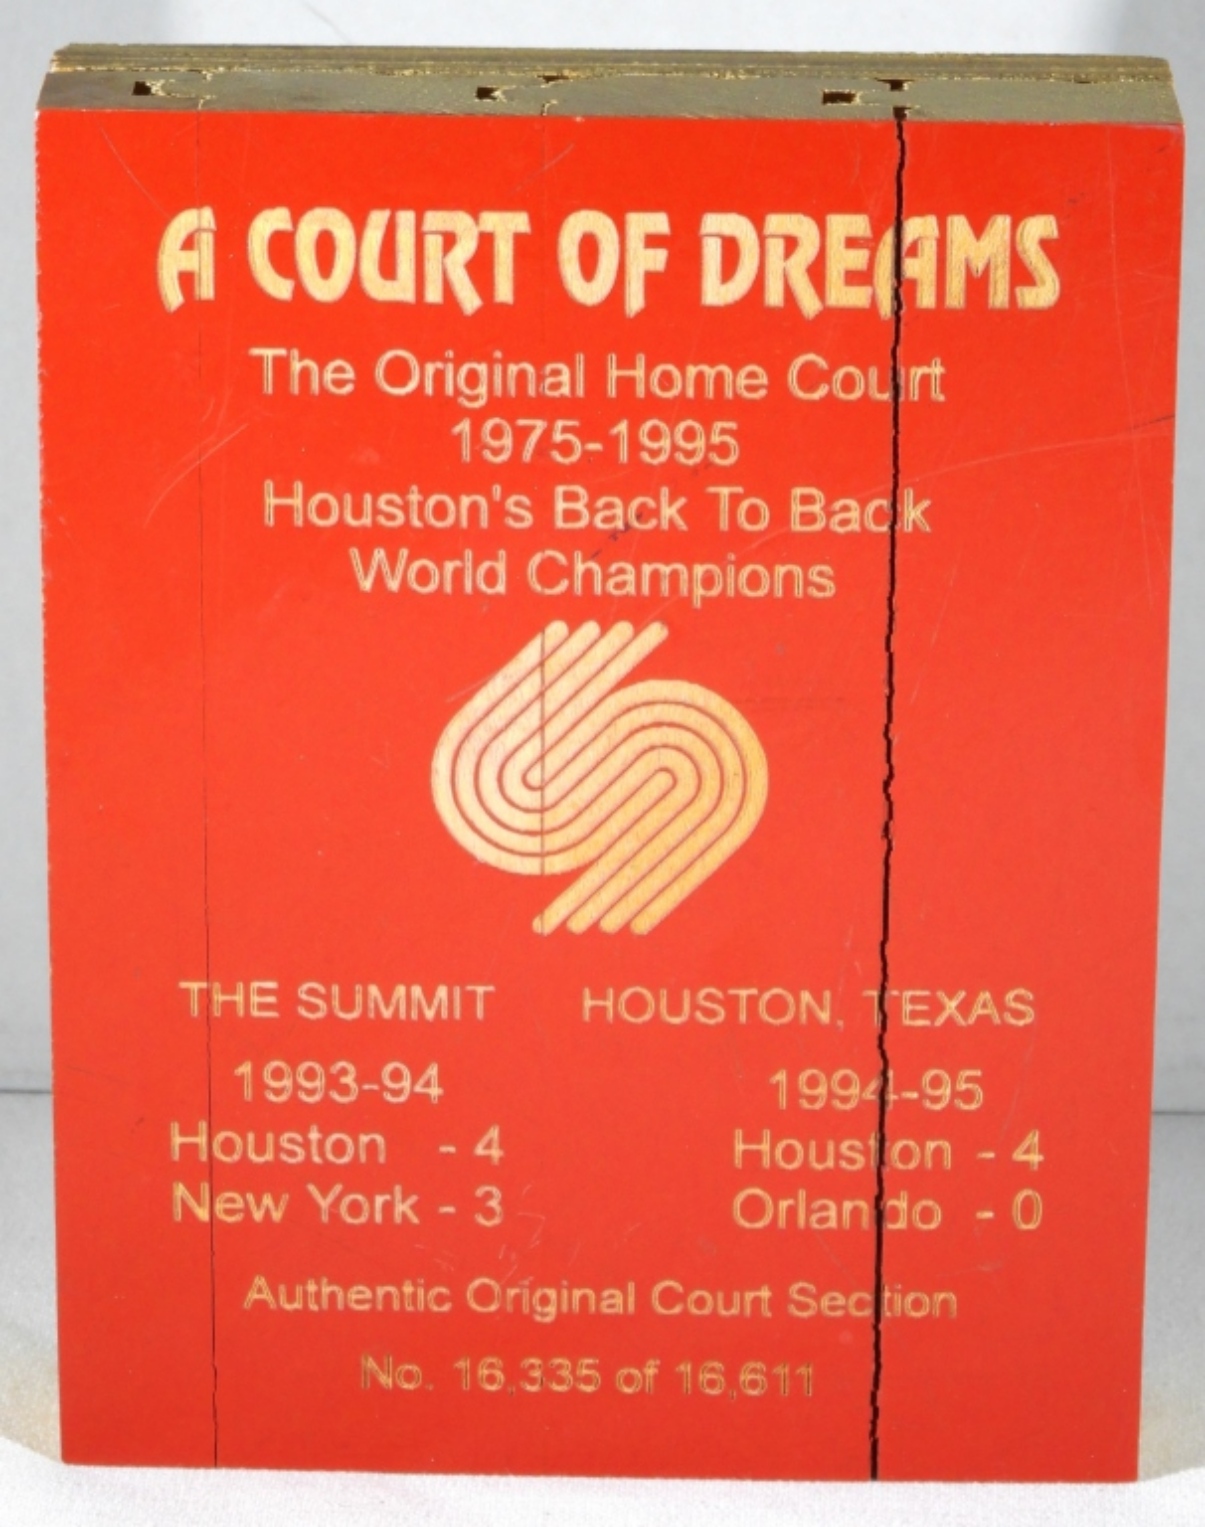 A COURT OF DREAMS
The Original Home Court
1975-1995
Houston's Back To Back
World Champions
THE SUMMIT HOUSTON, TEXAS
1993-94 1994-95
Houston - 4 Houston - 4
New York - 3 Orlando - 0
Authentic Original Court Section
No. 16,335 of 16,611